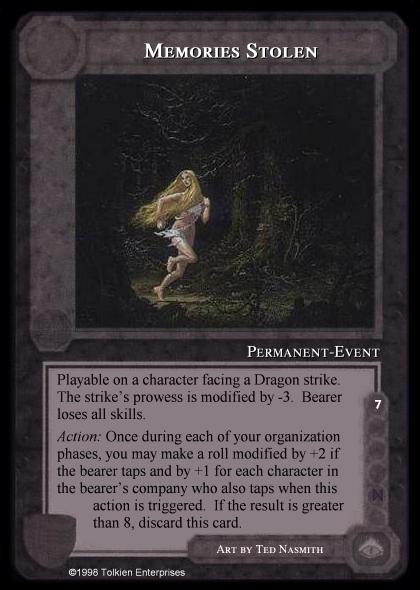 Memories Stolen
Permanent-Event
Playable on a character facing a Dragon strike.
The strike's prowess is modified by -3.  Bearer
loses all skills.
7
Action: Once during each of your organization
phases, you may make a roll modified by +2 if
the bearer taps and by +1 for each character in
the bearer's company who also taps when this
action is triggered.  If the result is greater
than 8, discard this card.
Art by Ted Nasmith
©1998 Tolkien Enterprises